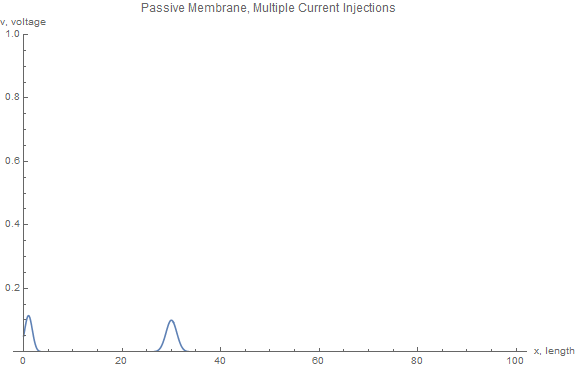 Passive Membrane, Multiple Current Injections
v, voltage
1.0
0.8
0.6
0.4
0.2
0 20 40 60 80 100 x, length